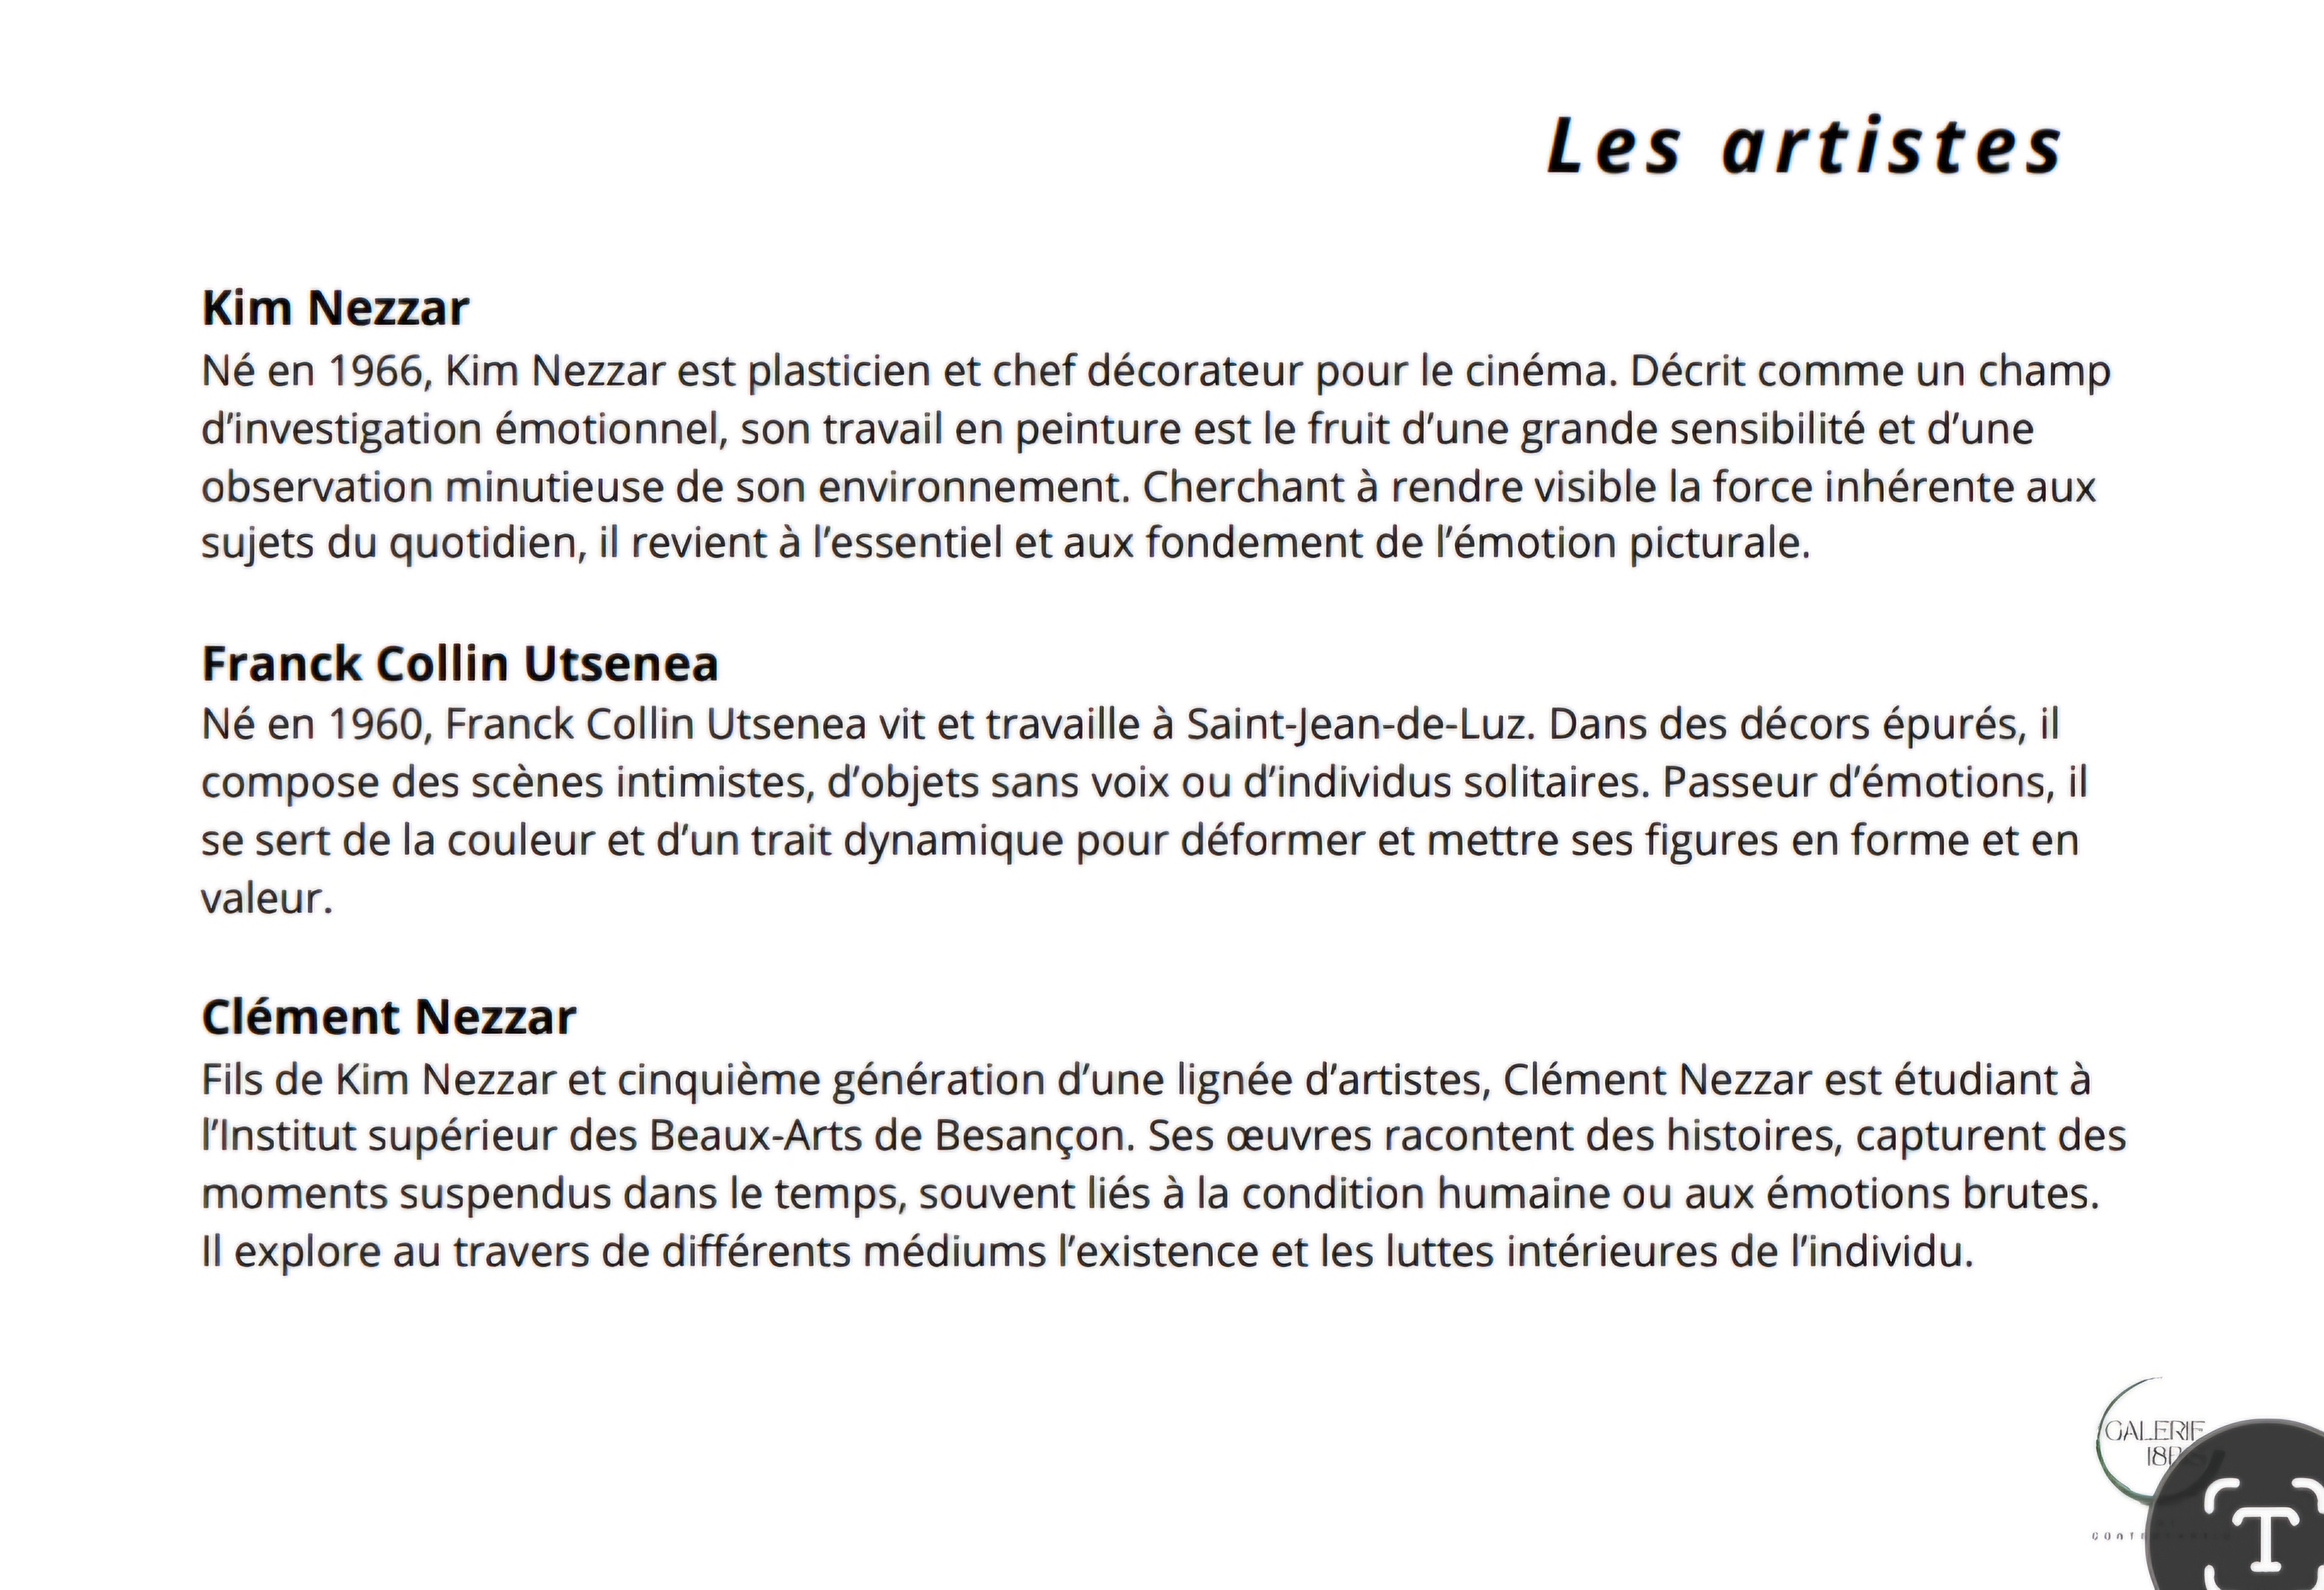 Les artistes
Kim Nezzar
Né en 1966, Kim Nezzar est plasticien et chef décorateur pour le cinéma. Décrit comme un champ
d’investigation émotionnel, son travail en peinture est le fruit d’une grande sensibilité et d’une
observation minutieuse de son environnement. Cherchant à rendre visible la force inhérente aux
sujets du quotidien, il revient à l’essentiel et aux fondement de l’émotion picturale.
Franck Collin Utsenea
Né en 1960, Franck Collin Utsenea vit et travaille à Saint-Jean-de-Luz. Dans des décors épurés, il
compose des scènes intimistes, d’objets sans voix ou d’individus solitaires. Passeur d’émotions, il
se sert de la couleur et d’un trait dynamique pour déformer et mettre ses figures en forme et en
valeur.
Clément Nezzar
Fils de Kim Nezzar et cinquième génération d’une lignée d’artistes, Clément Nezzar est étudiant à
l’Institut supérieur des Beaux-Arts de Besançon. Ses œuvres racontent des histoires, capturent des
moments suspendus dans le temps, souvent liés à la condition humaine ou aux émotions brutes.
Il explore au travers de différents médiums l’existence et les luttes intérieures de l’individu.
GALERIE